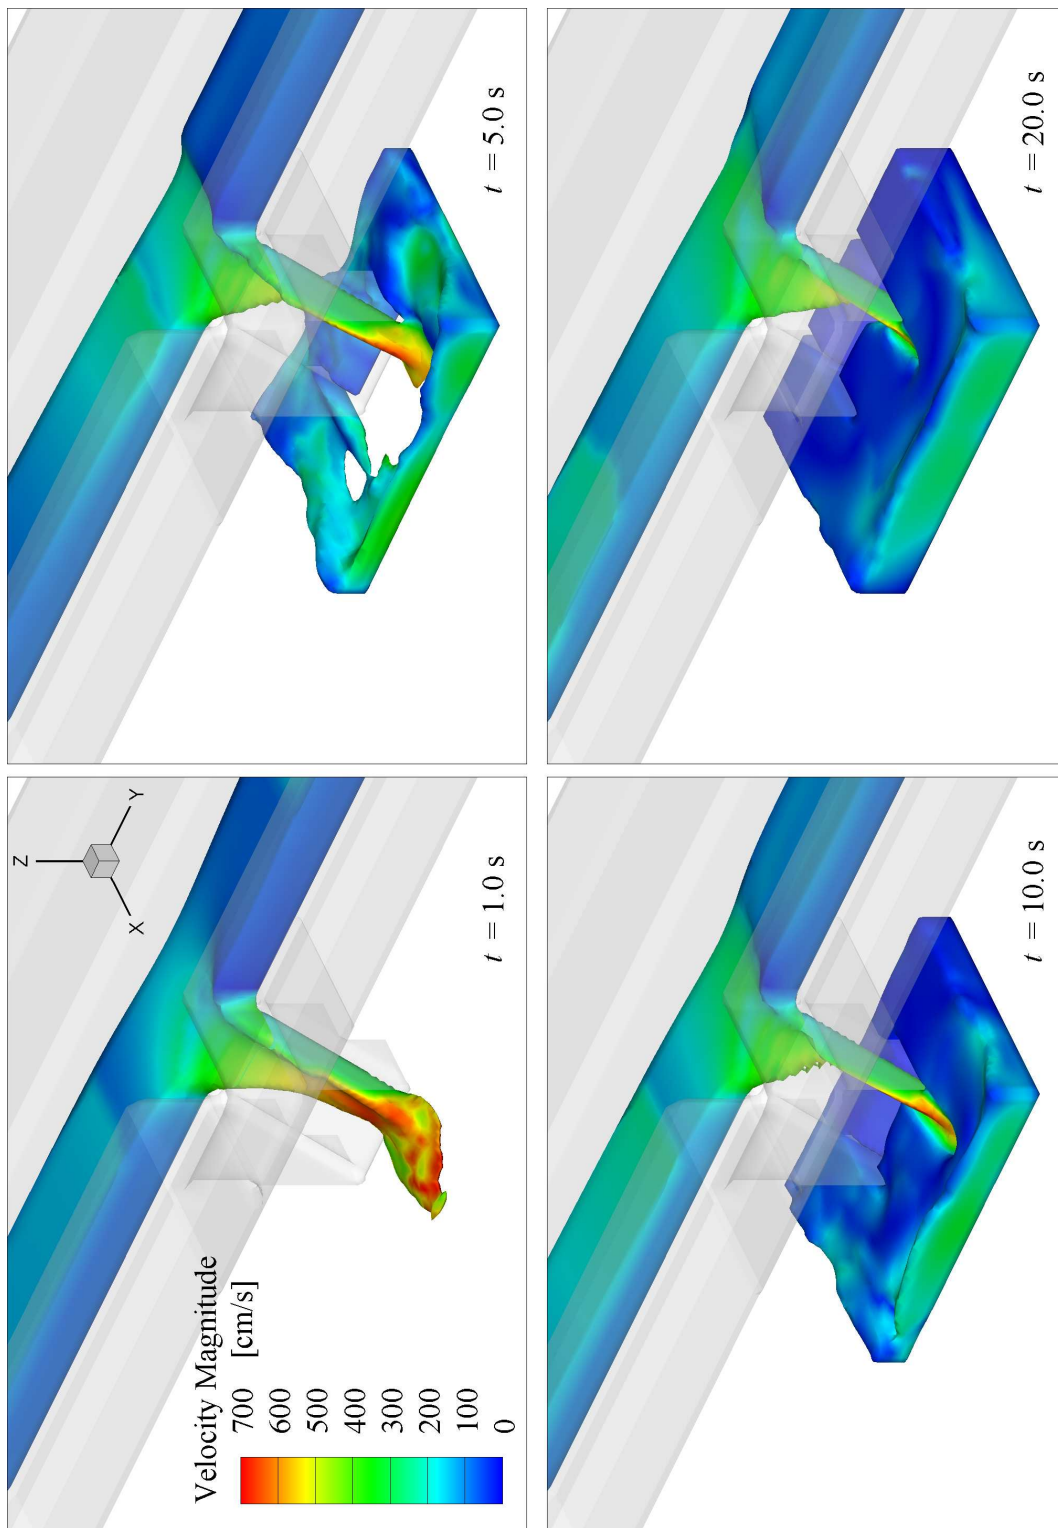 Z
X
Y
Velocity Magnitude
[cm/s]
700
600
500
400
300
200
100
0
t = 1.0 s
t = 5.0 s
t = 10.0 s
t = 20.0 s